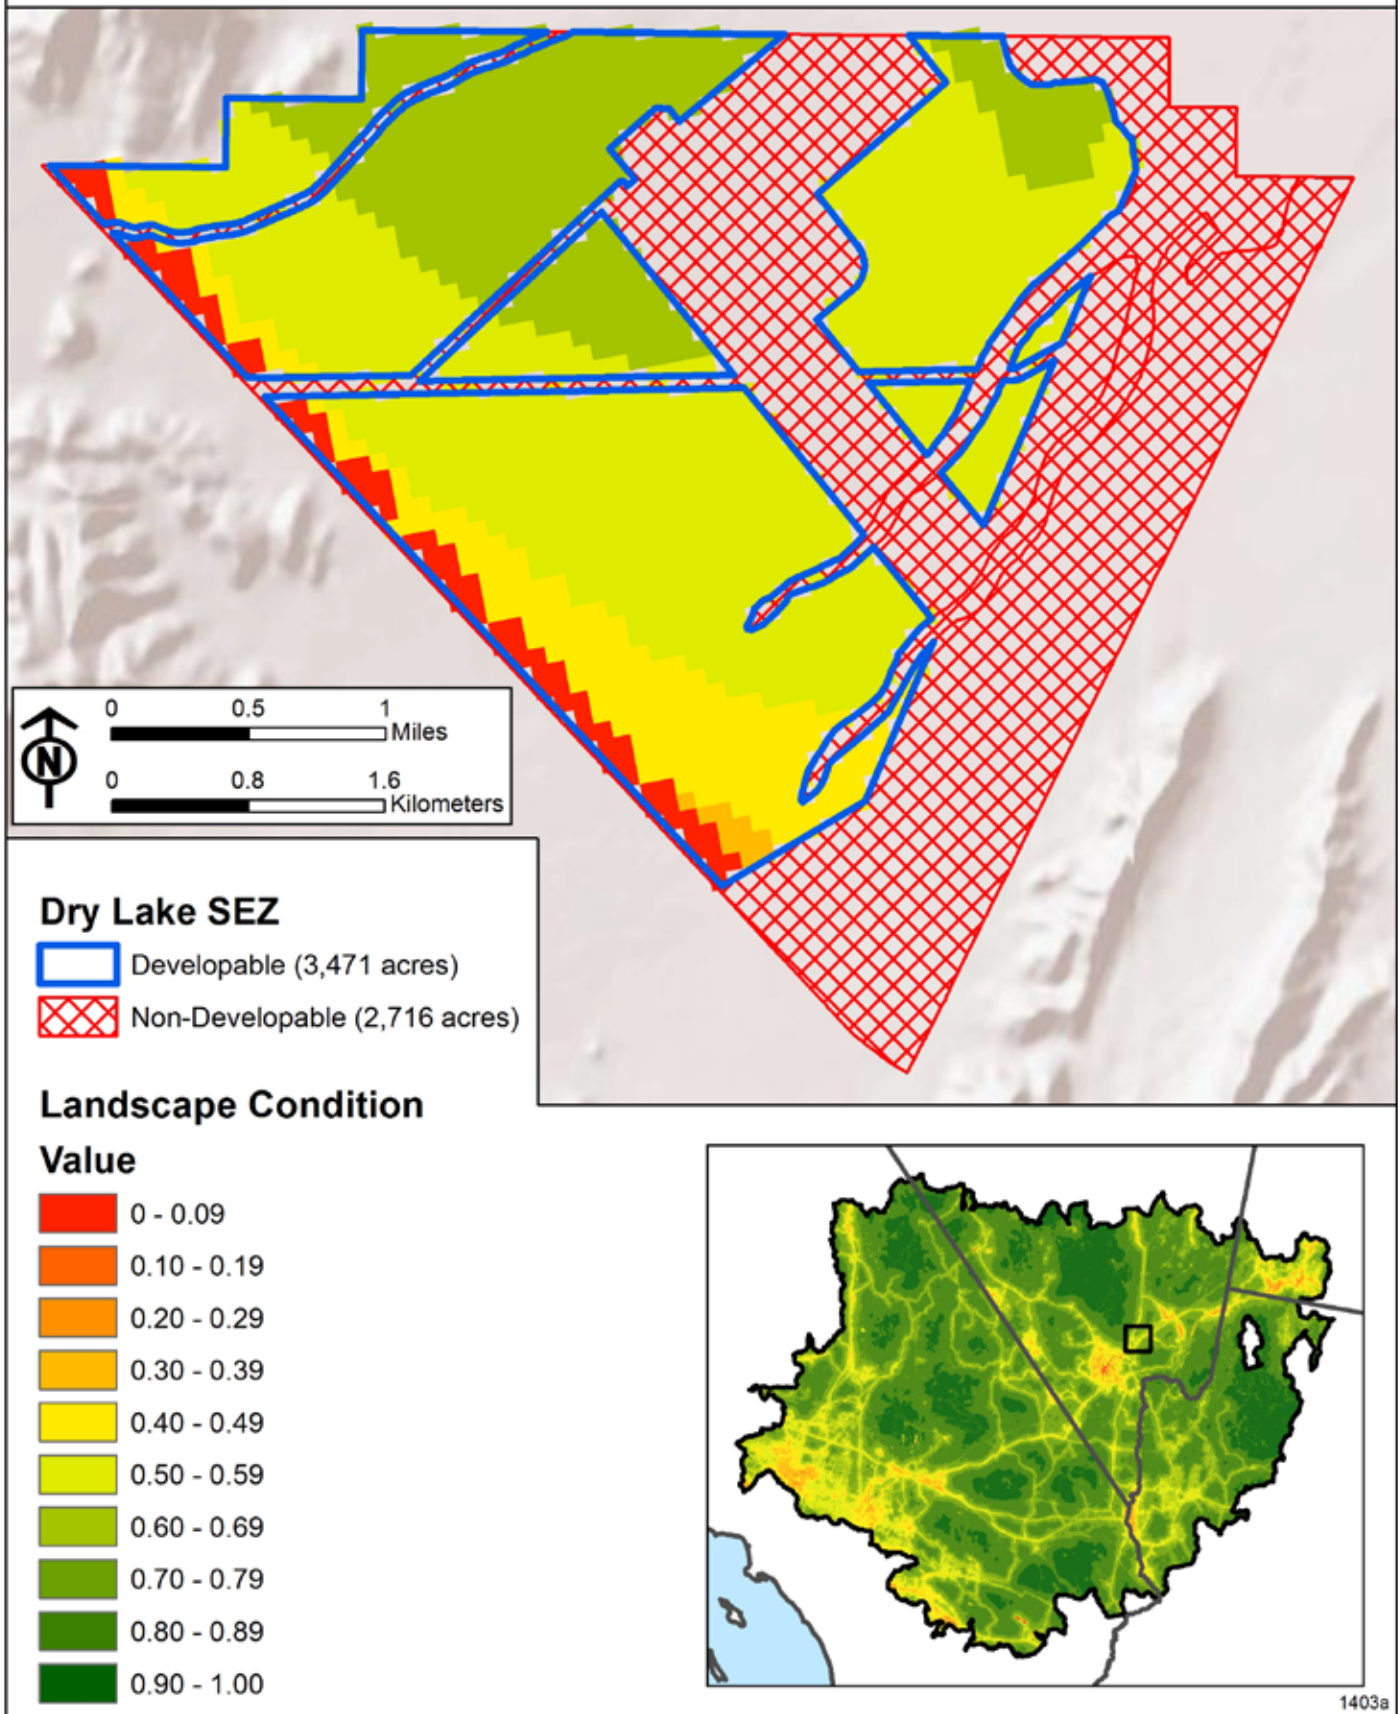 0 0.5 1
Miles
N
0 0.8 1.6
Kilometers
Dry Lake SEZ
Developable (3,471 acres)
Non-Developable (2,716 acres)
Landscape Condition
Value
0 - 0.09
0.10 - 0.19
0.20 - 0.29
0.30 - 0.39
0.40 - 0.49
0.50 - 0.59
0.60 - 0.69
0.70 - 0.79
0.80 - 0.89
0.90 - 1.00
1403a